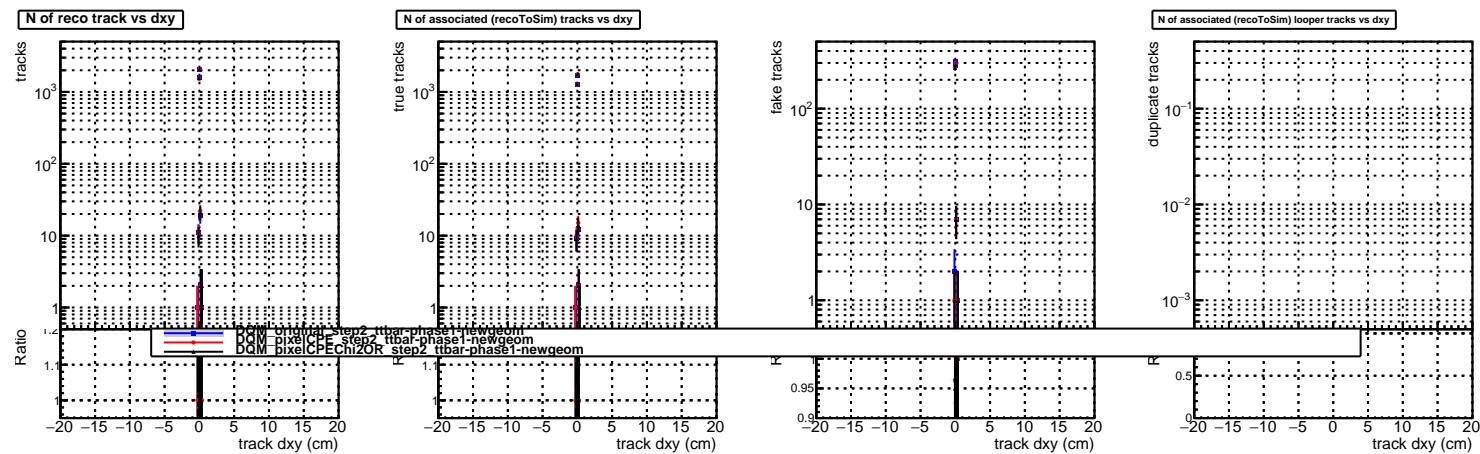 N of reco track vs dxy
N of associated (recoToSim) tracks vs dxy
N of associated (recoToSim) looper tracks vs dxy
tracks
10³
10²
10
1
true tracks
10³
10²
10
1
fake tracks
10²
10
1
duplicate tracks
10⁻¹
10⁻²
10⁻³
DQM_original_step2_ttbar-phase1-newgeom
DQM_pixelCPE_step2_ttbar-phase1-newgeom
DQM_pixelCPEChi2OR_step2_ttbar-phase1-newgeom
Ratio
1.2
1.1
1
0.95
0.9
0.5
0
−20 −15 −10 −5 0 5 10 15 20
track dxy (cm)
−20 −15 −10 −5 0 5 10 15 20
track dxy (cm)
−20 −15 −10 −5 0 5 10 15 20
track dxy (cm)
−20 −15 −10 −5 0 5 10 15 20
track dxy (cm)